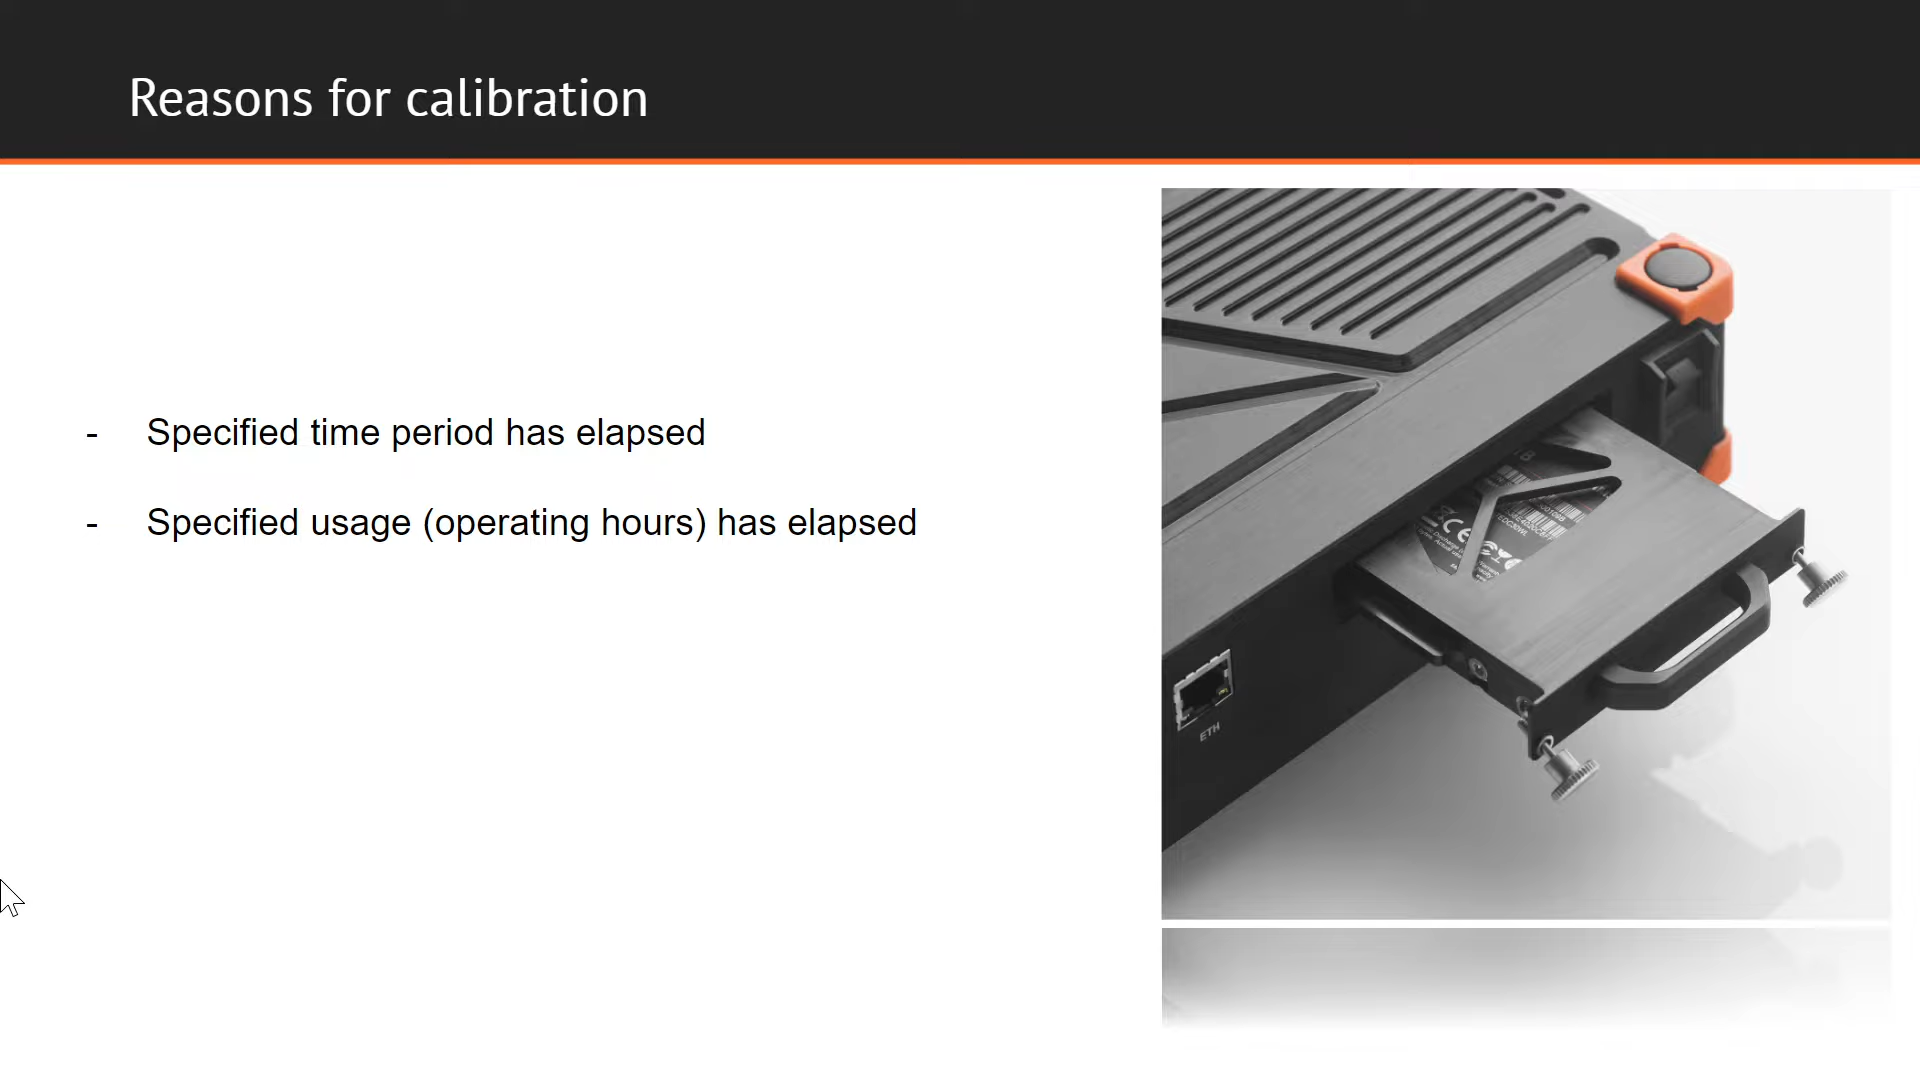 Reasons for calibration
- Specified time period has elapsed
- Specified usage (operating hours) has elapsed
ETH